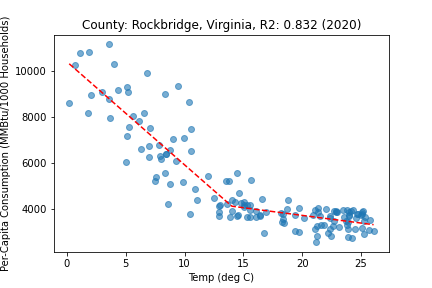 County: Rockbridge, Virginia, R2: 0.832 (2020)
Per-Capita Consumption (MMBtu/1000 Households)
10000
8000
6000
4000
0 5 10 15 20 25
Temp (deg C)